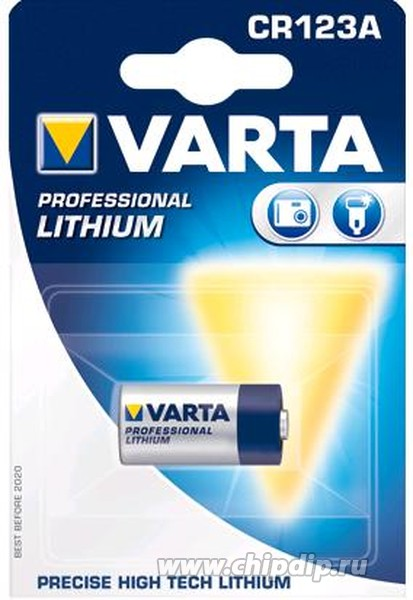 CR123A
VARTA
PROFESSIONAL
LITHIUM
VARTA
PROFESSIONAL
LITHIUM
BEST BEFORE 2020
www.chipdip.ru
PRECISE HIGH TECH LITHIUM